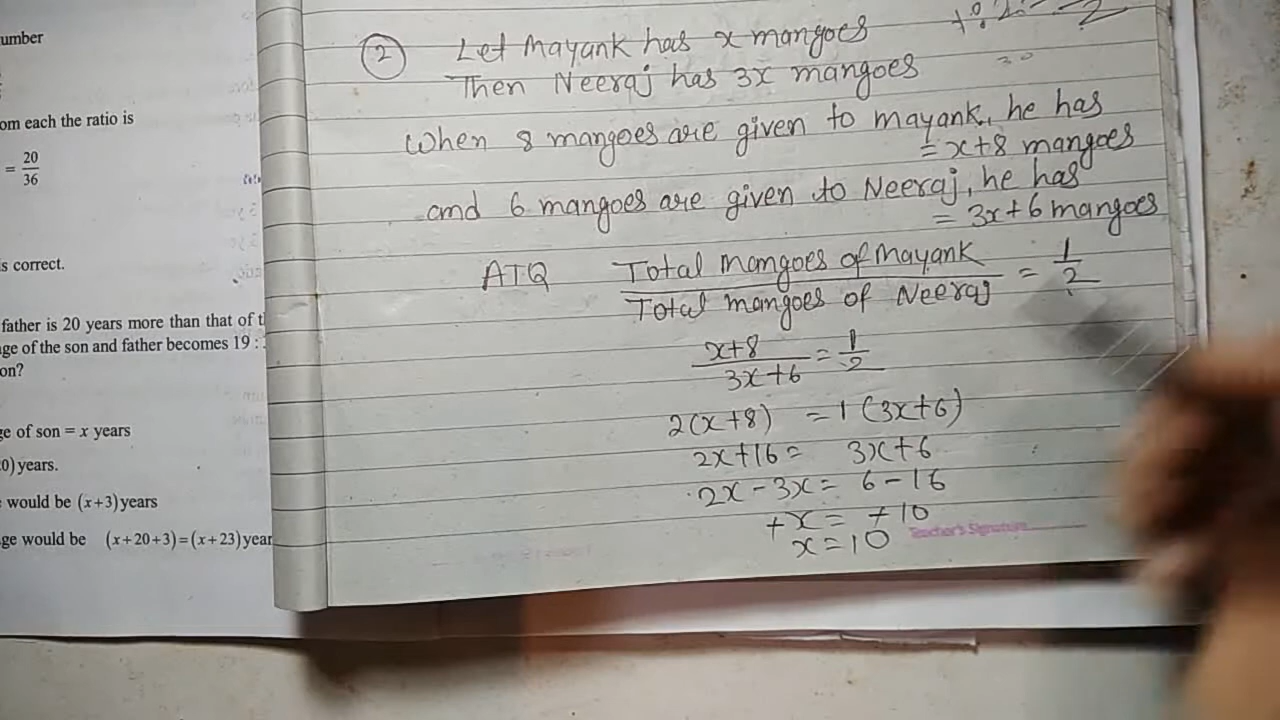 umber
om each the ratio is
= 20/36
s correct.
father is 20 years more than that of t
ge of the son and father becomes 19 :
on?
ge of son = x years
0) years.
would be (x+3) years
ge would be (x+20+3)=(x+23) year
② Let Mayank has x mangoes
Then Neeraj has 3x mangoes
When 8 mangoes are given to mayank, he has
= x+8 mangoes
and 6 mangoes are given to Neeraj, he has
= 3x+6 mangoes
ATQ Total mangoes of Mayank / Total mangoes of Neeraj = 1/2
x+8 / 3x+6 = 1/2
2(x+8) = 1(3x+6)
2x+16 = 3x+6
2x-3x = 6-16
+x = +10
x=10
Teacher's Signature